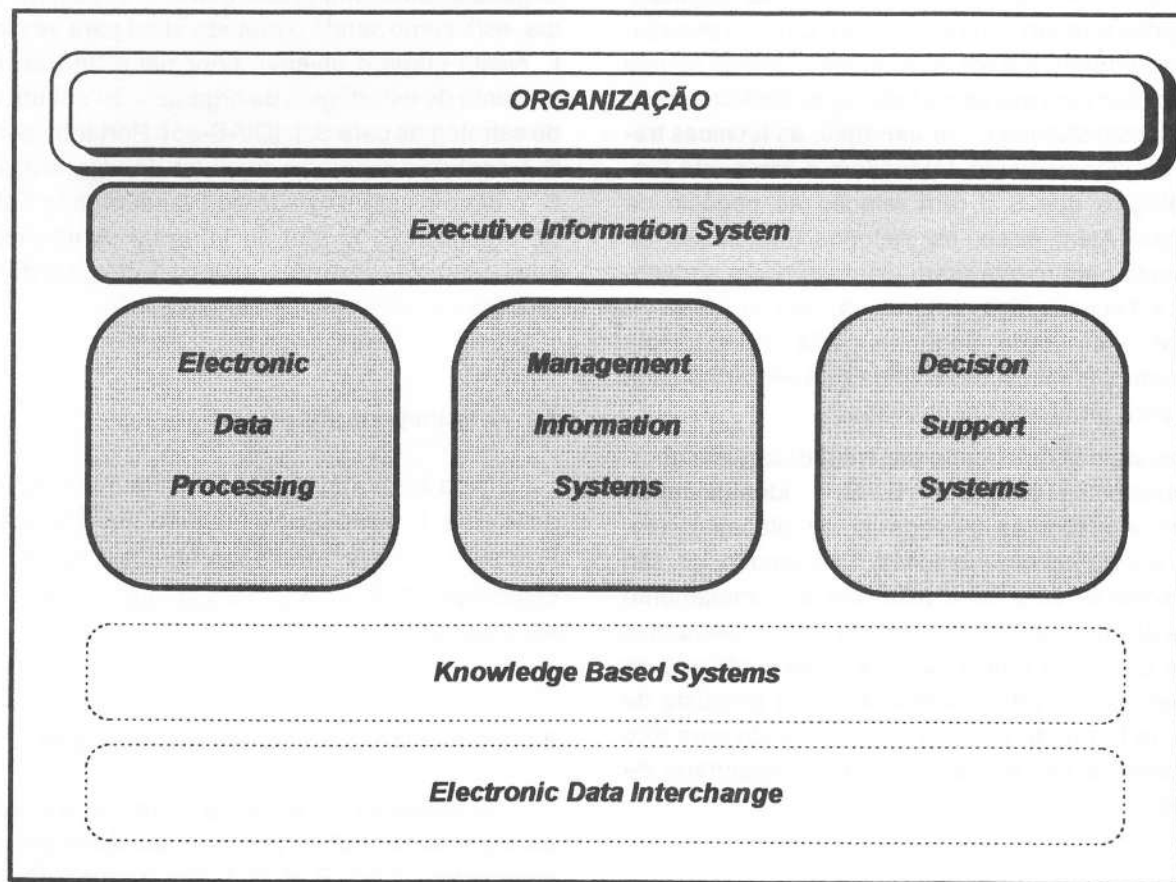 ORGANIZAÇÃO
Executive Information System
Electronic
Data
Processing
Management
Information
Systems
Decision
Support
Systems
Knowledge Based Systems
Electronic Data Interchange